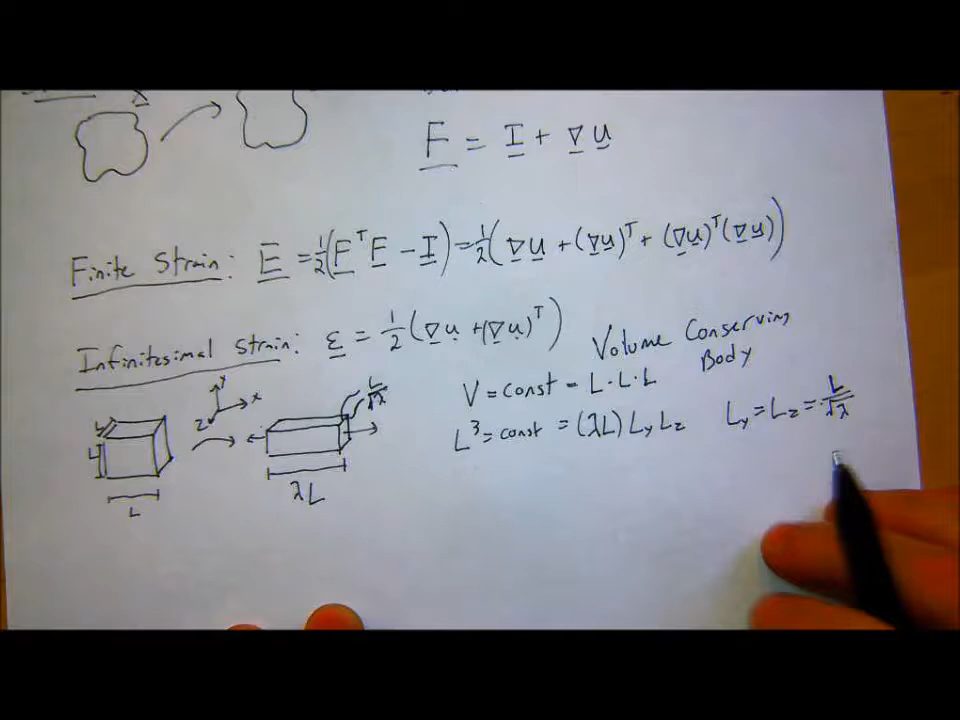 X
F = I + ∇u
Finite Strain: E = 1/2(FᵀF - I) = 1/2(∇u + (∇u)ᵀ + (∇u)ᵀ(∇u))
Infinitesimal Strain: ε = 1/2(∇u + (∇u)ᵀ)
Volume Conserving
Body
V = const = L·L·L
L³ = const = (λL) Ly Lz
Ly = Lz = L/√λ
y
x
z
L
L
L
L/√λ
λL